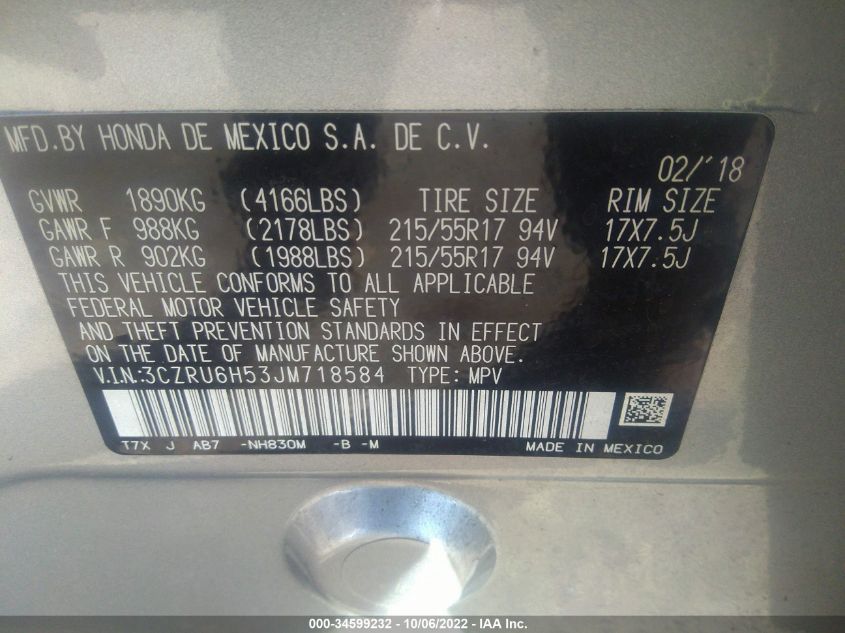 MFD.BY HONDA DE MEXICO S.A. DE C.V.
02/'18
GVWR 1890KG (4166LBS) TIRE SIZE RIM SIZE
GAWR F 988KG (2178LBS) 215/55R17 94V 17X7.5J
GAWR R 902KG (1988LBS) 215/55R17 94V 17X7.5J
THIS VEHICLE CONFORMS TO ALL APPLICABLE
FEDERAL MOTOR VEHICLE SAFETY
AND THEFT PREVENTION STANDARDS IN EFFECT
ON THE DATE OF MANUFACTURE SHOWN ABOVE.
V.I.N.:3CZRU6H53JM718584 TYPE: MPV
T7X J AB7 -NH830M -B -M MADE IN MEXICO
000-34599232 - 10/06/2022 - IAA Inc.